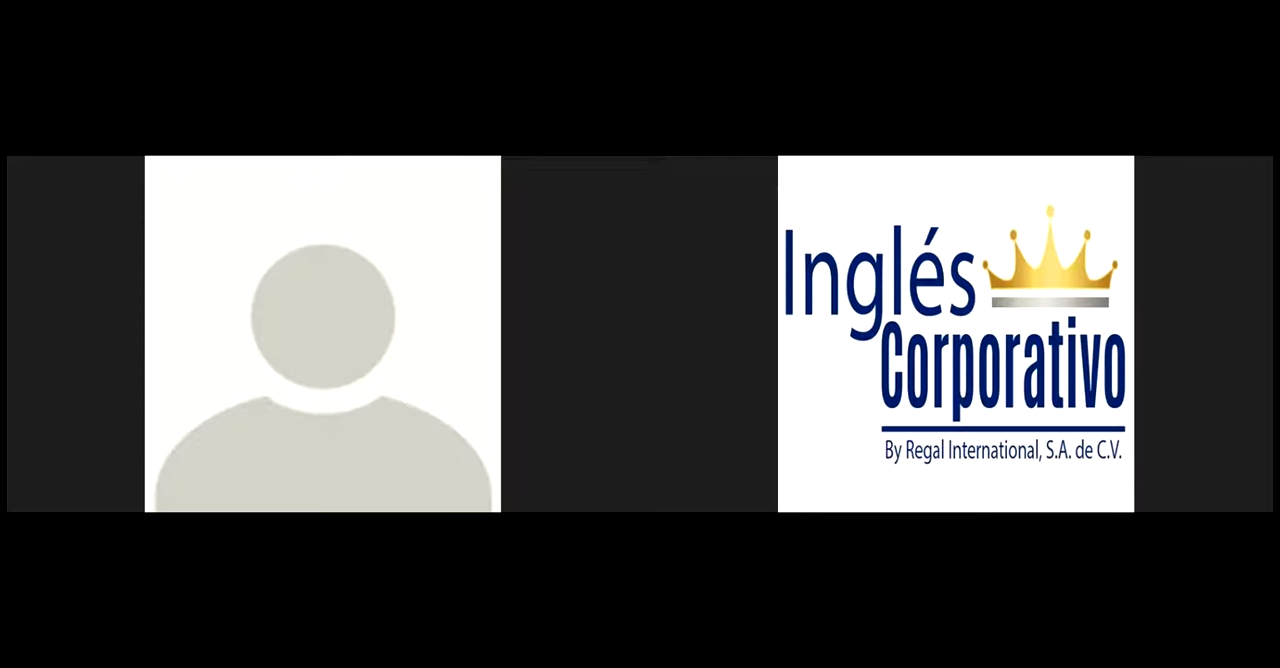 Inglés
Corporativo
By Regal International, S.A. de C.V.